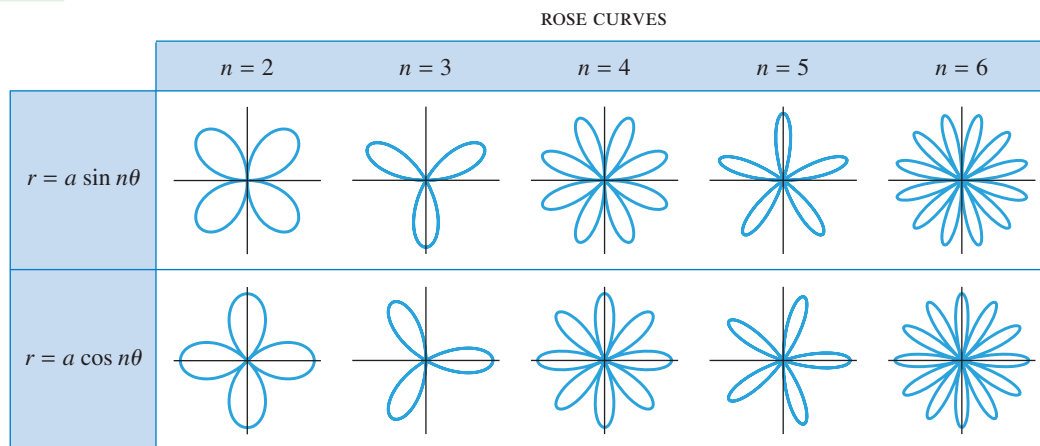 ROSE CURVES
n = 2 n = 3 n = 4 n = 5 n = 6
r = a sin nθ
r = a cos nθ